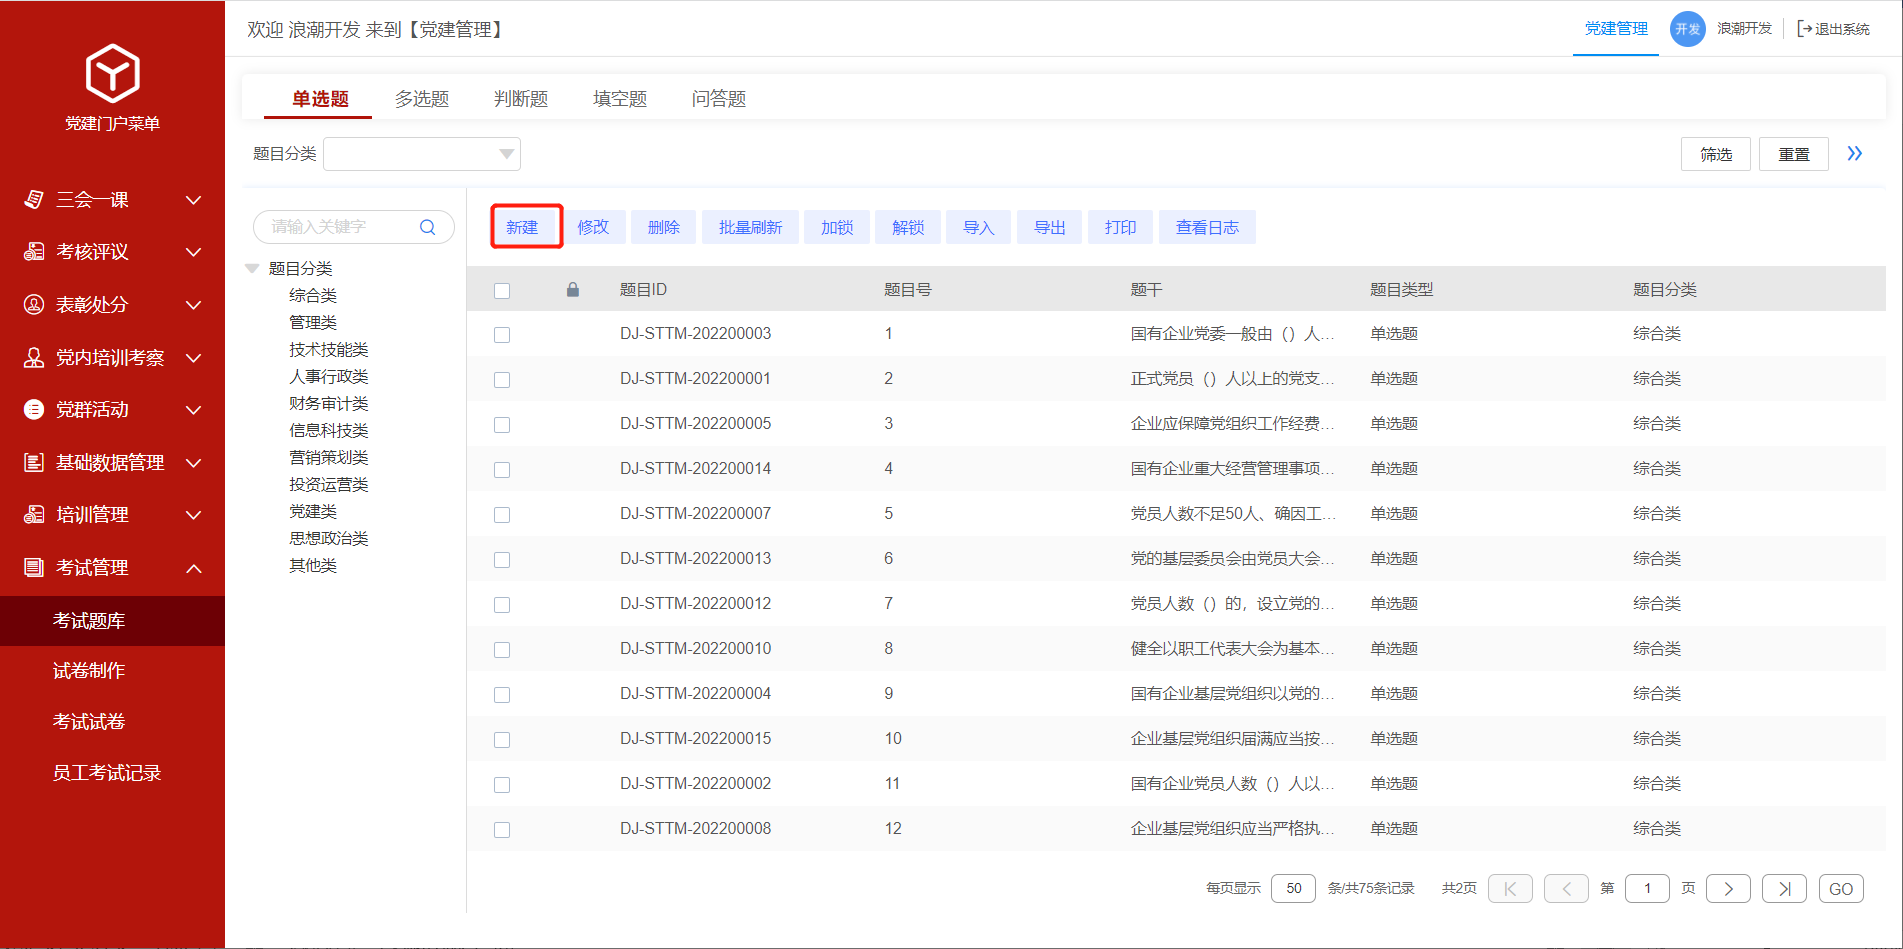 欢迎 浪潮开发 来到【党建管理】
党建管理
开发
浪潮开发
退出系统
党建门户菜单
三会一课
考核评议
表彰处分
党内培训考察
党群活动
基础数据管理
培训管理
考试管理
考试题库
试卷制作
考试试卷
员工考试记录
单选题 多选题 判断题 填空题 问答题
题目分类
筛选 重置
请输入关键字
题目分类
综合类
管理类
技术技能类
人事行政类
财务审计类
信息科技类
营销策划类
投资运营类
党建类
思想政治类
其他类
新建 修改 删除 批量刷新 加锁 解锁 导入 导出 打印 查看日志
题目ID 题目号 题干 题目类型 题目分类
DJ-STTM-202200003 1 国有企业党委一般由（）人... 单选题 综合类
DJ-STTM-202200001 2 正式党员（）人以上的党支... 单选题 综合类
DJ-STTM-202200005 3 企业应保障党组织工作经费... 单选题 综合类
DJ-STTM-202200014 4 国有企业重大经营管理事项... 单选题 综合类
DJ-STTM-202200007 5 党员人数不足50人、确因工... 单选题 综合类
DJ-STTM-202200013 6 党的基层委员会由党员大会... 单选题 综合类
DJ-STTM-202200012 7 党员人数（）的，设立党的... 单选题 综合类
DJ-STTM-202200010 8 健全以职工代表大会为基本... 单选题 综合类
DJ-STTM-202200004 9 国有企业基层党组织以党的... 单选题 综合类
DJ-STTM-202200015 10 企业基层党组织届满应当按... 单选题 综合类
DJ-STTM-202200002 11 国有企业党员人数（）人以... 单选题 综合类
DJ-STTM-202200008 12 企业基层党组织应当严格执... 单选题 综合类
每页显示 50 条/共75条记录 共2页 第 1 页 GO